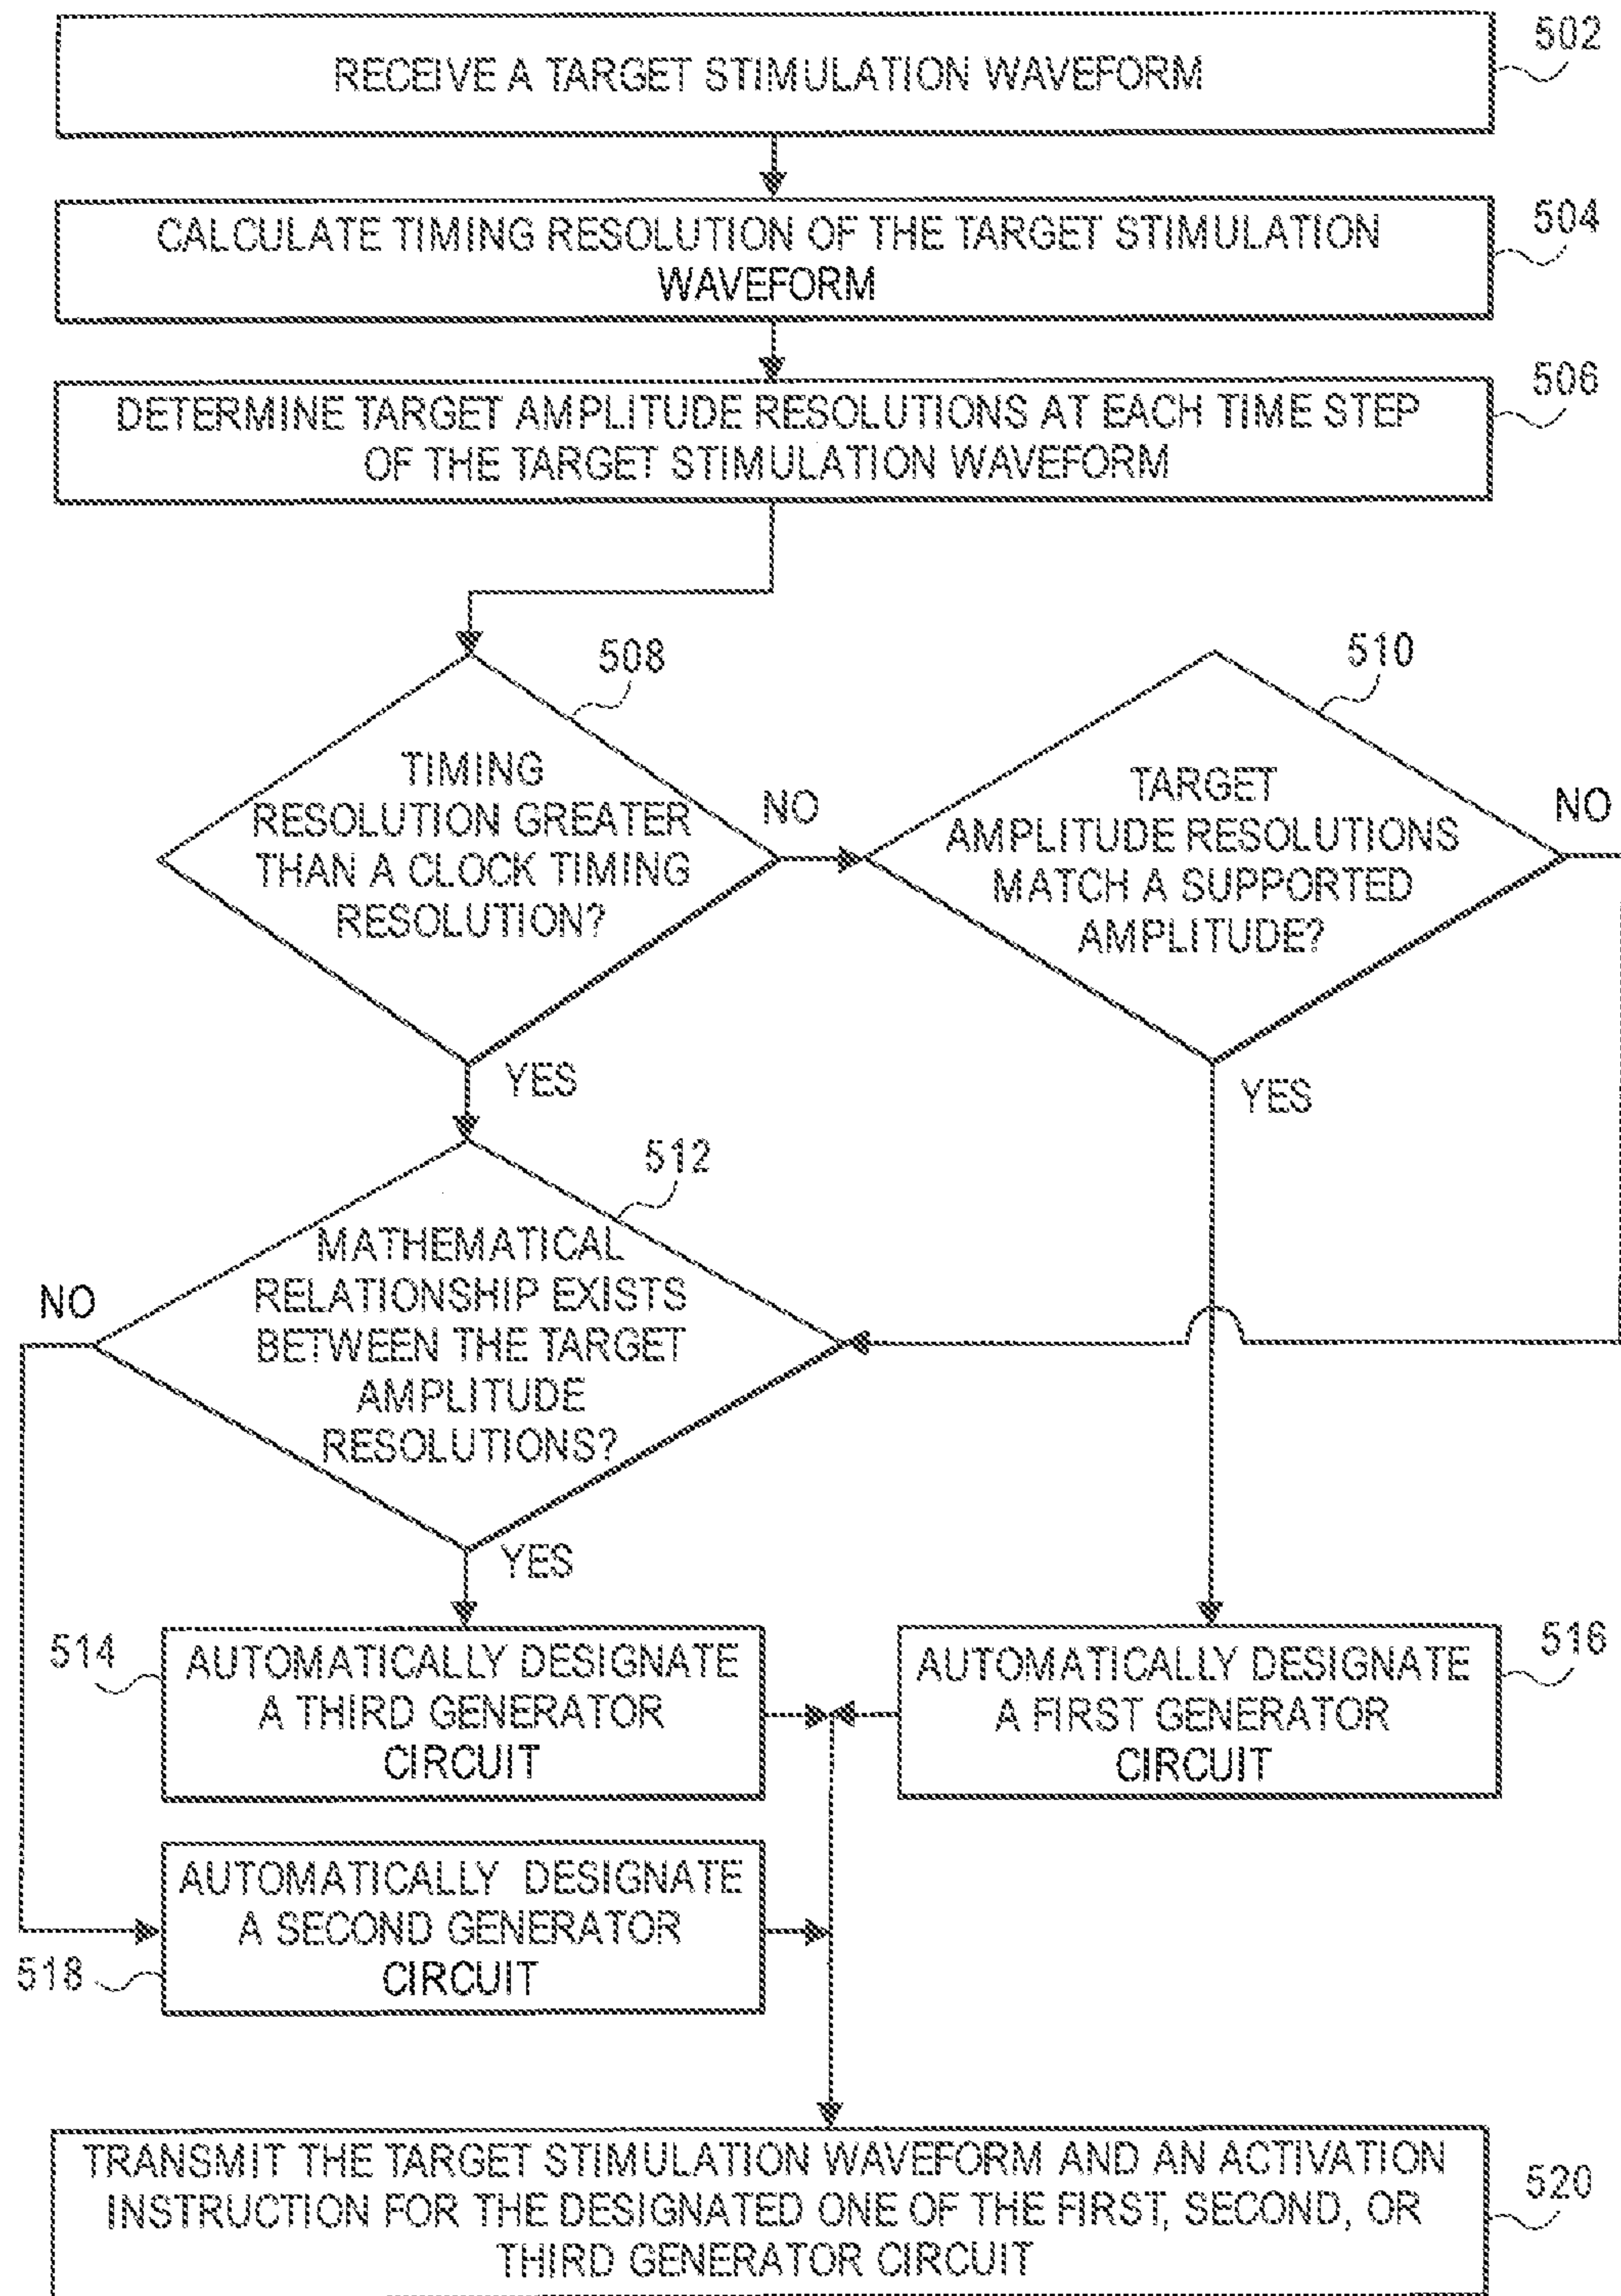 RECEIVE A TARGET STIMULATION WAVEFORM
502
CALCULATE TIMING RESOLUTION OF THE TARGET STIMULATION
WAVEFORM
504
DETERMINE TARGET AMPLITUDE RESOLUTIONS AT EACH TIME STEP
OF THE TARGET STIMULATION WAVEFORM
506
508
TIMING
RESOLUTION GREATER
THAN A CLOCK TIMING
RESOLUTION?
NO
YES
510
TARGET
AMPLITUDE RESOLUTIONS
MATCH A SUPPORTED
AMPLITUDE?
NO
YES
512
MATHEMATICAL
RELATIONSHIP EXISTS
BETWEEN THE TARGET
AMPLITUDE
RESOLUTIONS?
NO
YES
514
AUTOMATICALLY DESIGNATE
A THIRD GENERATOR
CIRCUIT
AUTOMATICALLY DESIGNATE
A FIRST GENERATOR
CIRCUIT
516
AUTOMATICALLY DESIGNATE
A SECOND GENERATOR
CIRCUIT
518
TRANSMIT THE TARGET STIMULATION WAVEFORM AND AN ACTIVATION
INSTRUCTION FOR THE DESIGNATED ONE OF THE FIRST, SECOND, OR
THIRD GENERATOR CIRCUIT
520